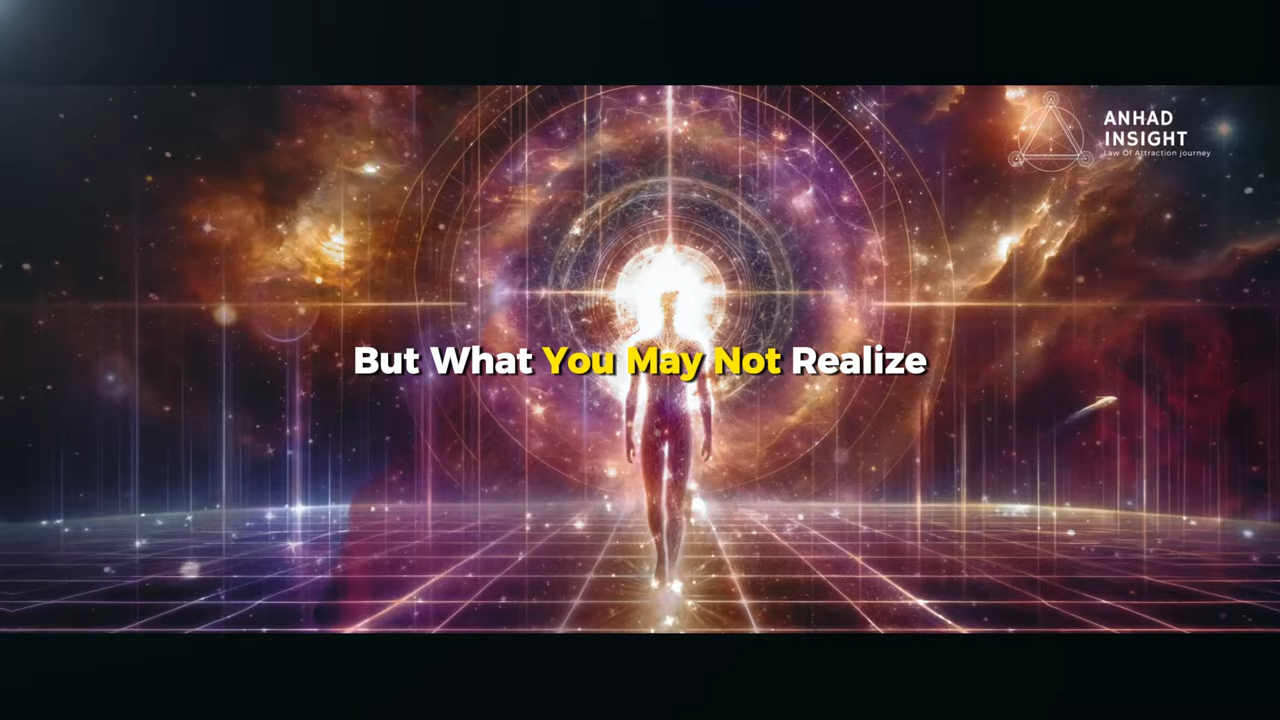 ANHAD
INSIGHT
Law Of Attraction journey
But What You May Not Realize